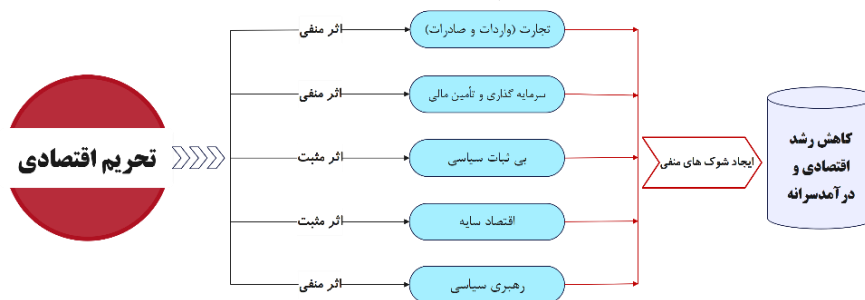 تحریم اقتصادی
اثر منفی
تجارت (واردات و صادرات)
اثر منفی
سرمایه گذاری و تأمین مالی
اثر مثبت
بی ثبات سیاسی
اثر مثبت
اقتصاد سایه
اثر منفی
رهبری سیاسی
ایجاد شوک های منفی
کاهش رشد
اقتصادی و
درآمدسرانه